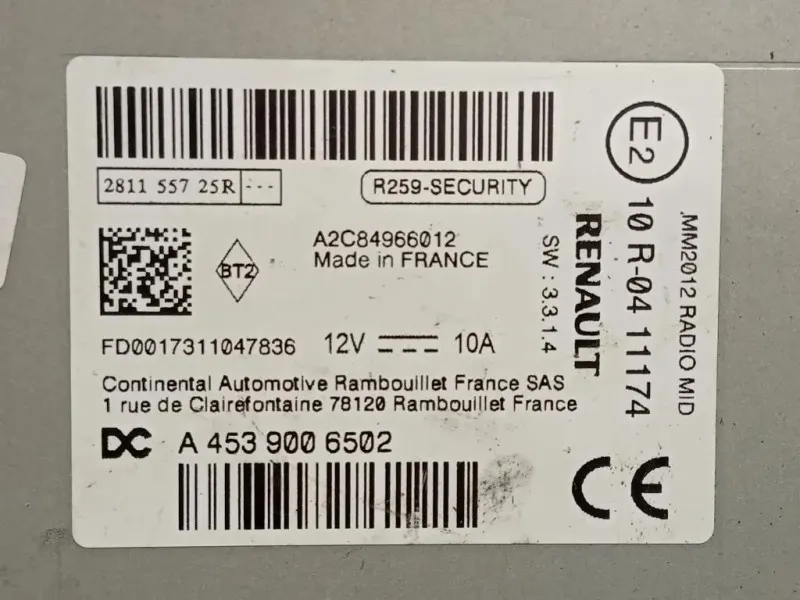 2811 557 25R ---
R259-SECURITY
BT2
A2C84966012
Made in FRANCE
FD0017311047836 12V 10A
Continental Automotive Rambouillet France SAS
1 rue de Clairefontaine 78120 Rambouillet France
DC A 453 900 6502
SW : 3.3.1.4
RENAULT
E2
10 R-04 11174
.MM2012 RADIO MID
CE